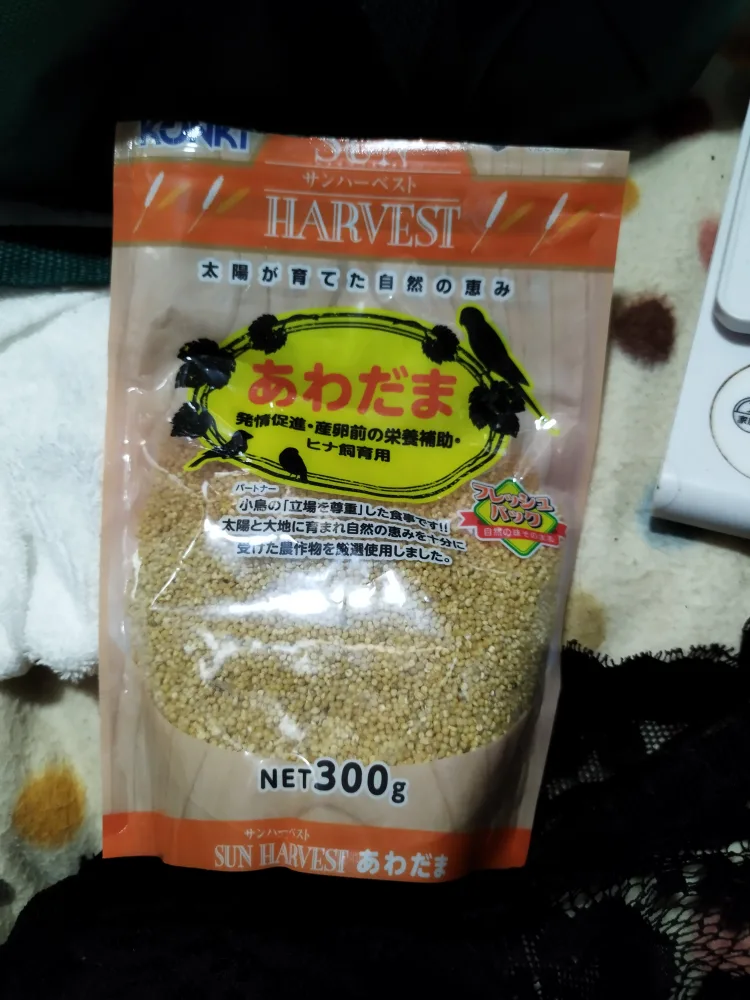 SUN
サンハーベスト
HARVEST
太陽が育てた自然の恵み
あわだま
発情促進・産卵前の栄養補助・
ヒナ飼育用
パートナー
小鳥の「立場を尊重」した食事です!!
太陽と大地に育まれ自然の恵みを十分に
受けた農作物を厳選使用しました。
フレッシュ
パック
NET300g
サンハーベスト
SUN HARVEST あわだま